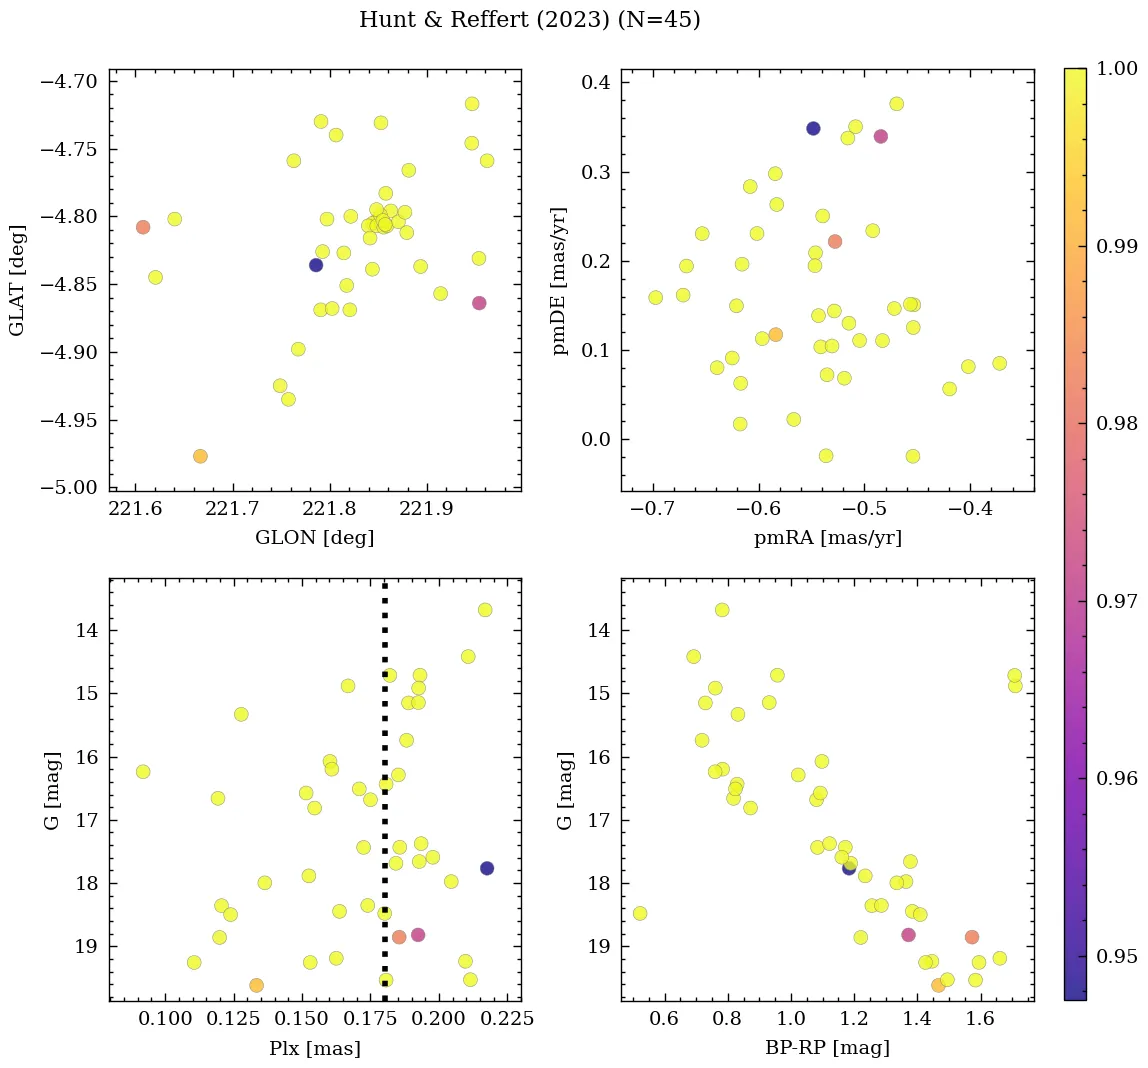 Hunt & Reffert (2023) (N=45)
−4.70
−4.75
−4.80
−4.85
−4.90
−4.95
−5.00
GLAT [deg]
221.6 221.7 221.8 221.9
GLON [deg]
0.4
0.3
0.2
0.1
0.0
pmDE [mas/yr]
−0.7 −0.6 −0.5 −0.4
pmRA [mas/yr]
14
15
16
17
18
19
G [mag]
0.100 0.125 0.150 0.175 0.200 0.225
Plx [mas]
14
15
16
17
18
19
G [mag]
0.6 0.8 1.0 1.2 1.4 1.6
BP-RP [mag]
1.00
0.99
0.98
0.97
0.96
0.95